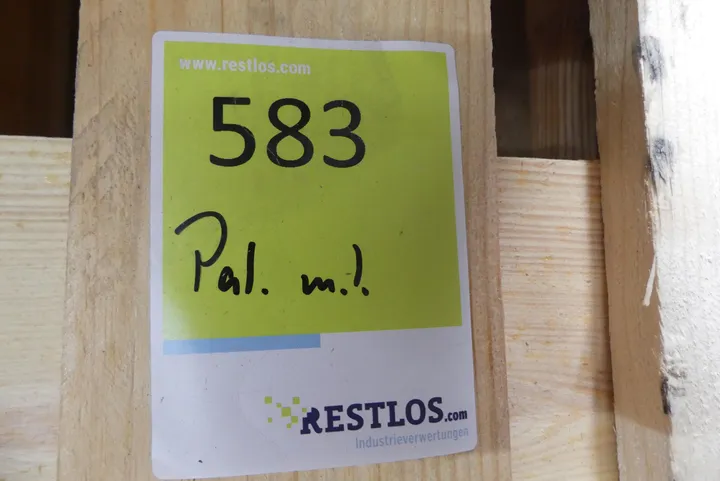 www.restlos.com
583
Pal. m.!.
RESTLOS.com
industrieverwertungen